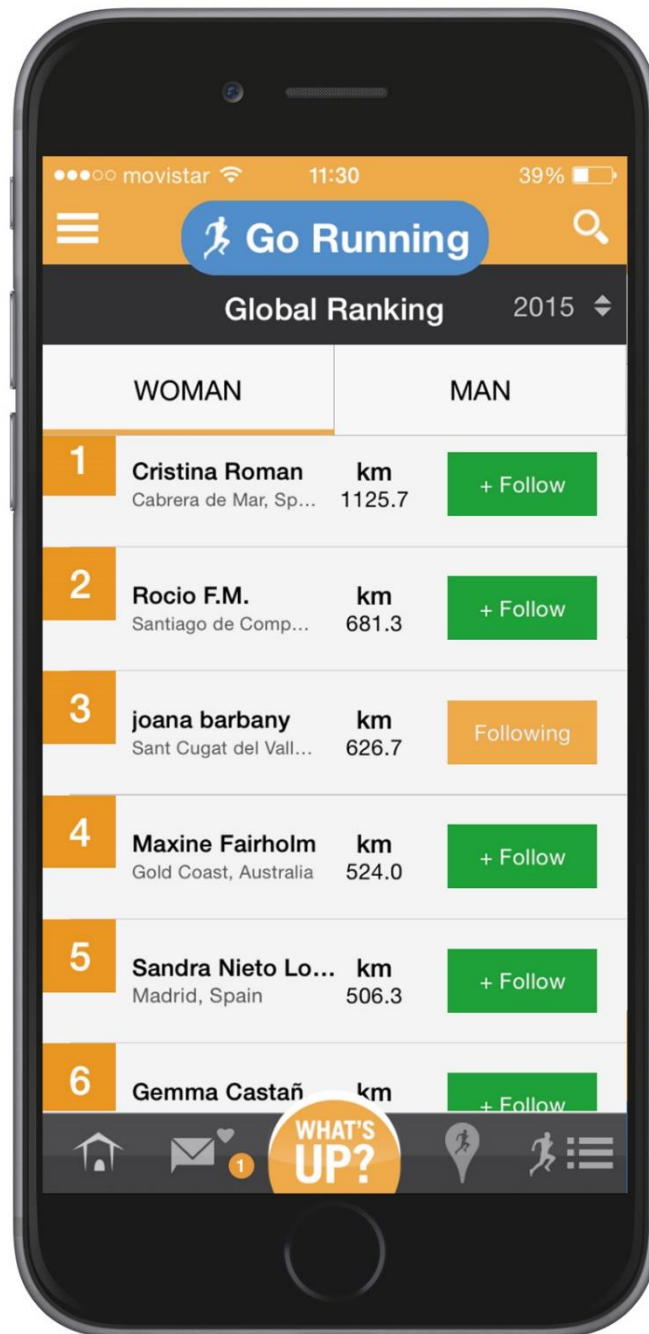 movistar 11:30 39%
Go Running
Global Ranking 2015
WOMAN MAN
1
Cristina Roman km + Follow
Cabrera de Mar, Sp... 1125.7
2
Rocio F.M. km + Follow
Santiago de Comp... 681.3
3
joana barbany km Following
Sant Cugat del Vall... 626.7
4
Maxine Fairholm km + Follow
Gold Coast, Australia 524.0
5
Sandra Nieto Lo... km + Follow
Madrid, Spain 506.3
6
Gemma Castañ km + Follow
1
WHAT'S
UP?